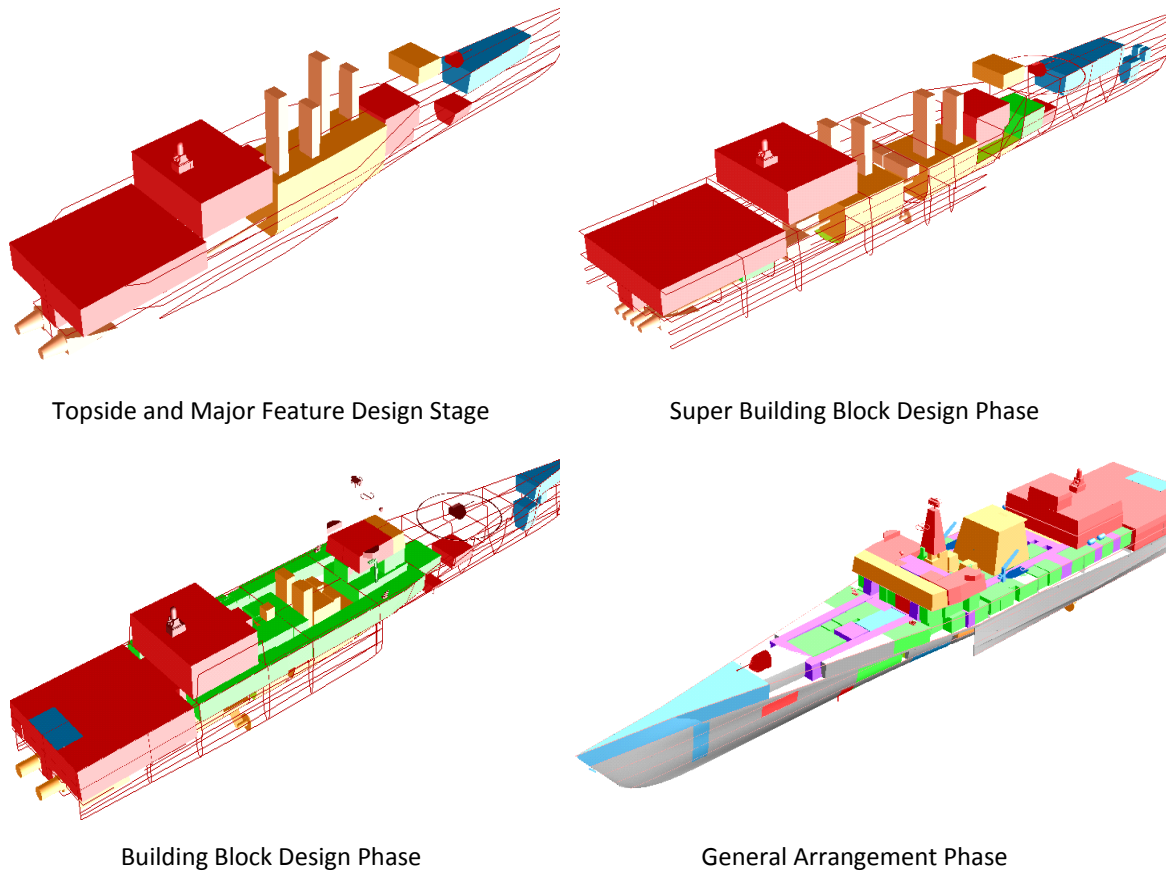 Topside and Major Feature Design Stage
Super Building Block Design Phase
Building Block Design Phase
General Arrangement Phase